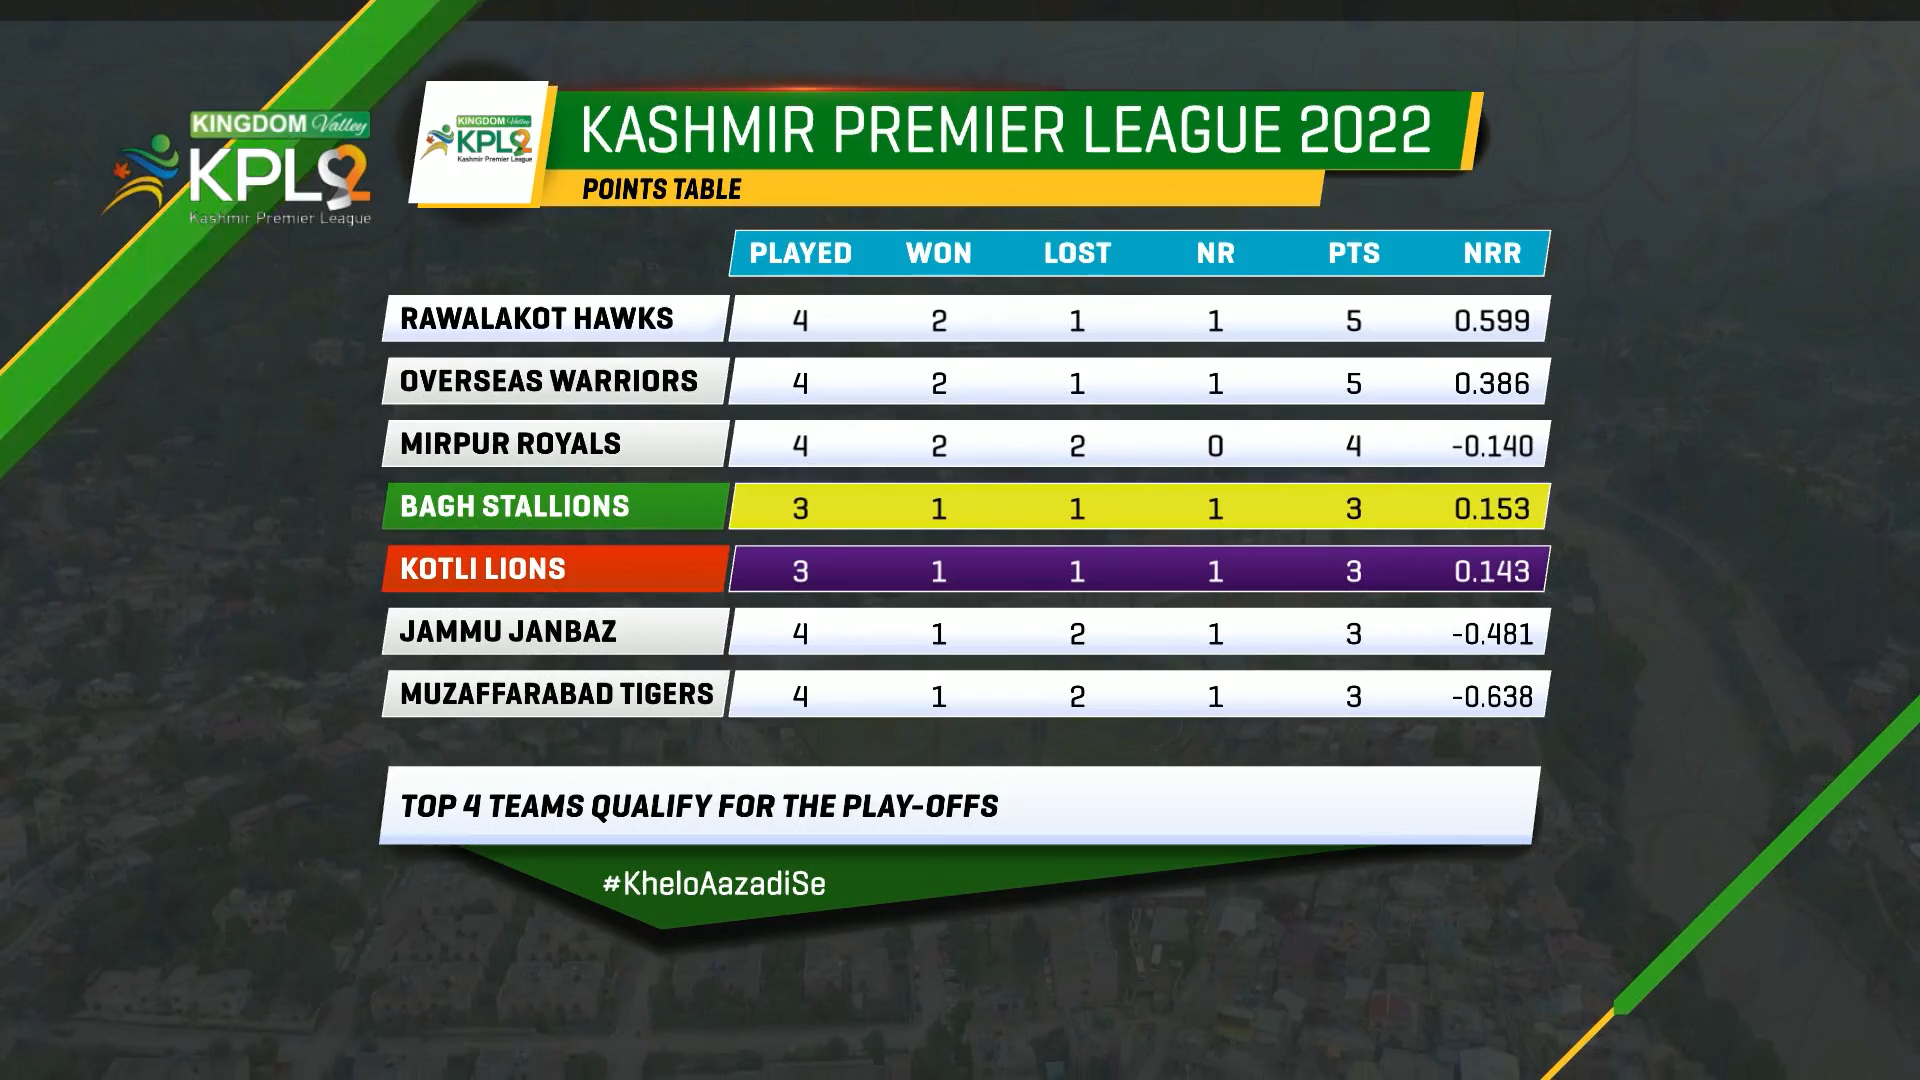 KINGDOM Valley
KPL2
Kashmir Premier League
KINGDOM Valley
KPL2
Kashmir Premier League
KASHMIR PREMIER LEAGUE 2022
POINTS TABLE
PLAYED WON LOST NR PTS NRR
RAWALAKOT HAWKS 4 2 1 1 5 0.599
OVERSEAS WARRIORS 4 2 1 1 5 0.386
MIRPUR ROYALS 4 2 2 0 4 -0.140
BAGH STALLIONS 3 1 1 1 3 0.153
KOTLI LIONS 3 1 1 1 3 0.143
JAMMU JANBAZ 4 1 2 1 3 -0.481
MUZAFFARABAD TIGERS 4 1 2 1 3 -0.638
TOP 4 TEAMS QUALIFY FOR THE PLAY-OFFS
#KheloAazadiSe